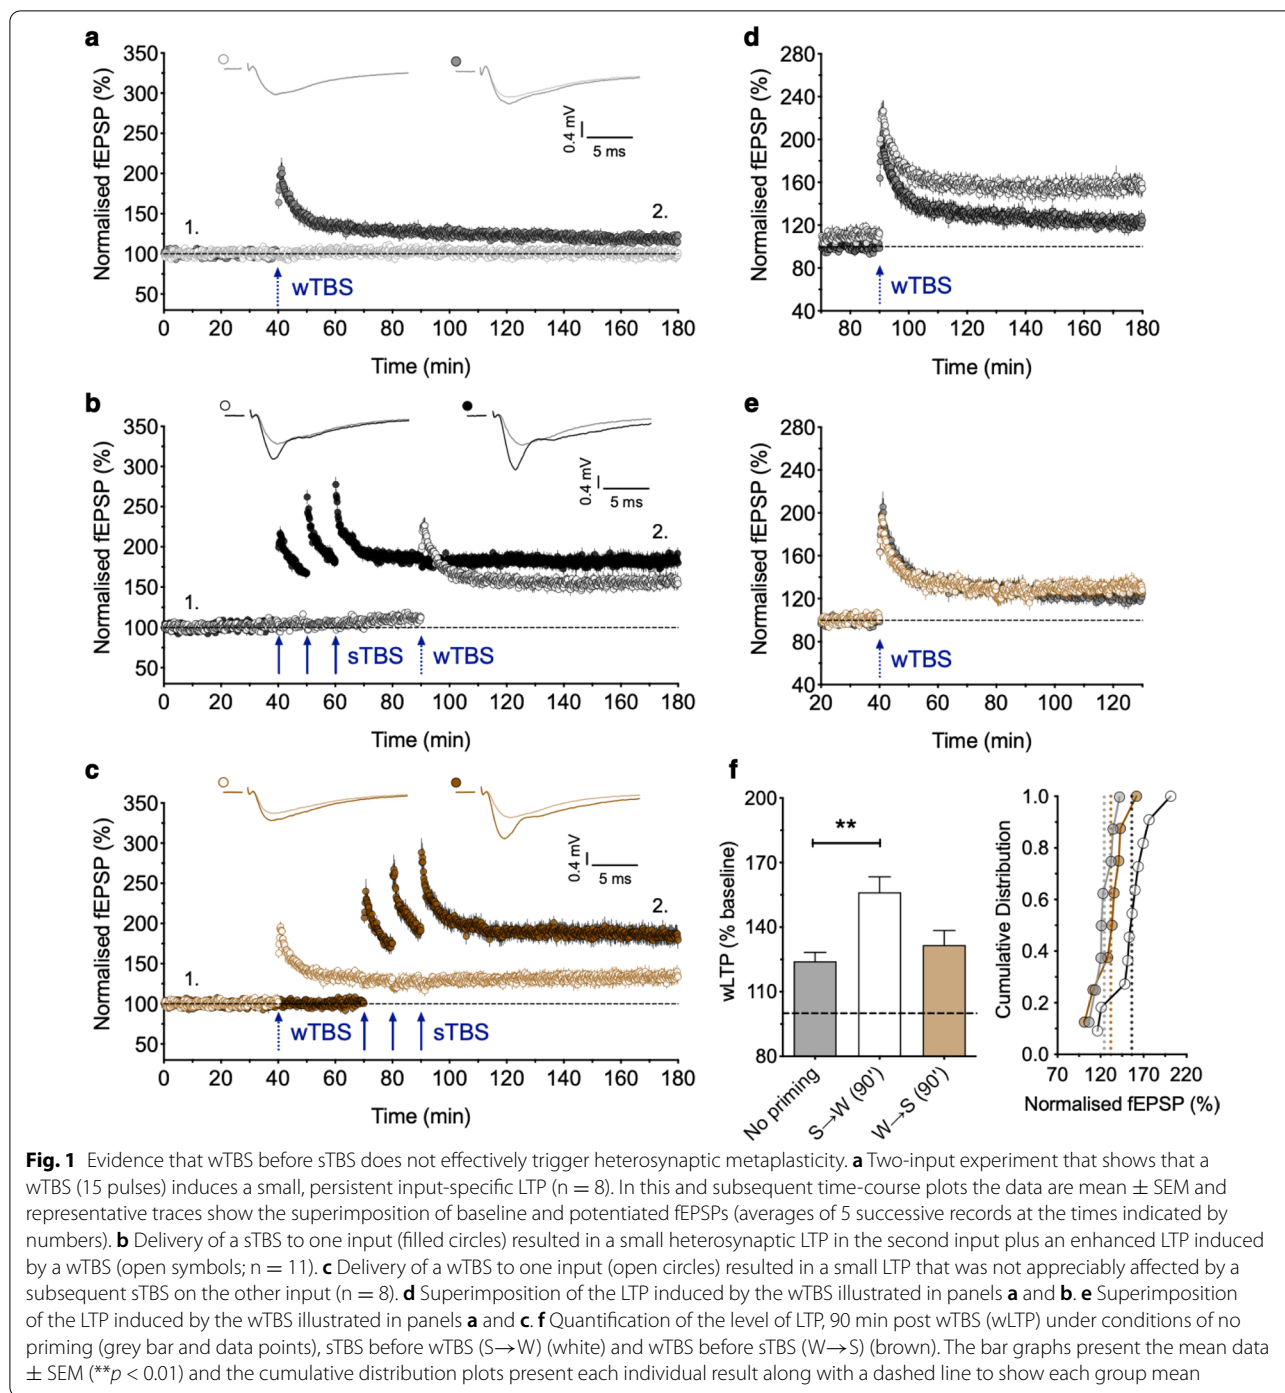 a
350
300
250
200
150
100
50
Normalised fEPSP (%)
0.4 mV
5 ms
1.
2.
wTBS
0 20 40 60 80 100 120 140 160 180
Time (min)
d
280
240
200
160
120
80
40
Normalised fEPSP (%)
wTBS
80 100 120 140 160 180
Time (min)
b
350
300
250
200
150
100
50
Normalised fEPSP (%)
0.4 mV
5 ms
1.
2.
sTBS
wTBS
0 20 40 60 80 100 120 140 160 180
Time (min)
e
280
240
200
160
120
80
40
Normalised fEPSP (%)
wTBS
20 40 60 80 100 120
Time (min)
c
350
300
250
200
150
100
50
Normalised fEPSP (%)
0.4 mV
5 ms
1.
2.
wTBS
sTBS
0 20 40 60 80 100 120 140 160 180
Time (min)
f
200
170
140
110
80
wLTP (% baseline)
**
No priming
S→W (90')
W→S (90')
1.0
0.8
0.6
0.4
0.2
0.0
Cumulative Distribution
70 120 170 220
Normalised fEPSP (%)
Fig. 1 Evidence that wTBS before sTBS does not effectively trigger heterosynaptic metaplasticity. a Two-input experiment that shows that a
wTBS (15 pulses) induces a small, persistent input-specific LTP (n = 8). In this and subsequent time-course plots the data are mean ± SEM and
representative traces show the superimposition of baseline and potentiated fEPSPs (averages of 5 successive records at the times indicated by
numbers). b Delivery of a sTBS to one input (filled circles) resulted in a small heterosynaptic LTP in the second input plus an enhanced LTP induced
by a wTBS (open symbols; n = 11). c Delivery of a wTBS to one input (open circles) resulted in a small LTP that was not appreciably affected by a
subsequent sTBS on the other input (n = 8). d Superimposition of the LTP induced by the wTBS illustrated in panels a and b. e Superimposition
of the LTP induced by the wTBS illustrated in panels a and c. f Quantification of the level of LTP, 90 min post wTBS (wLTP) under conditions of no
priming (grey bar and data points), sTBS before wTBS (S→W) (white) and wTBS before sTBS (W→S) (brown). The bar graphs present the mean data
± SEM (**p < 0.01) and the cumulative distribution plots present each individual result along with a dashed line to show each group mean